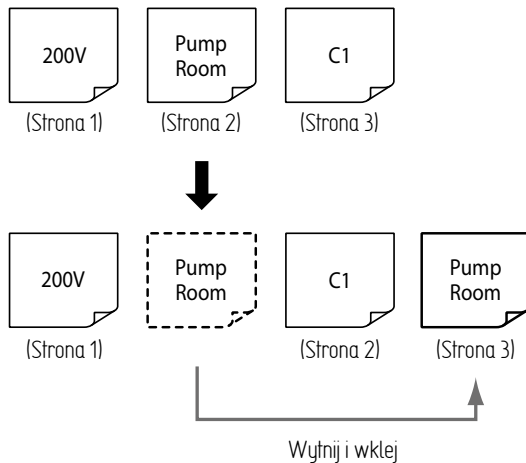 200V
Pump
Room
C1
(Strona 1)
(Strona 2)
(Strona 3)
200V
Pump
Room
C1
Pump
Room
(Strona 1)
(Strona 2)
(Strona 3)
Wytnij i wklej